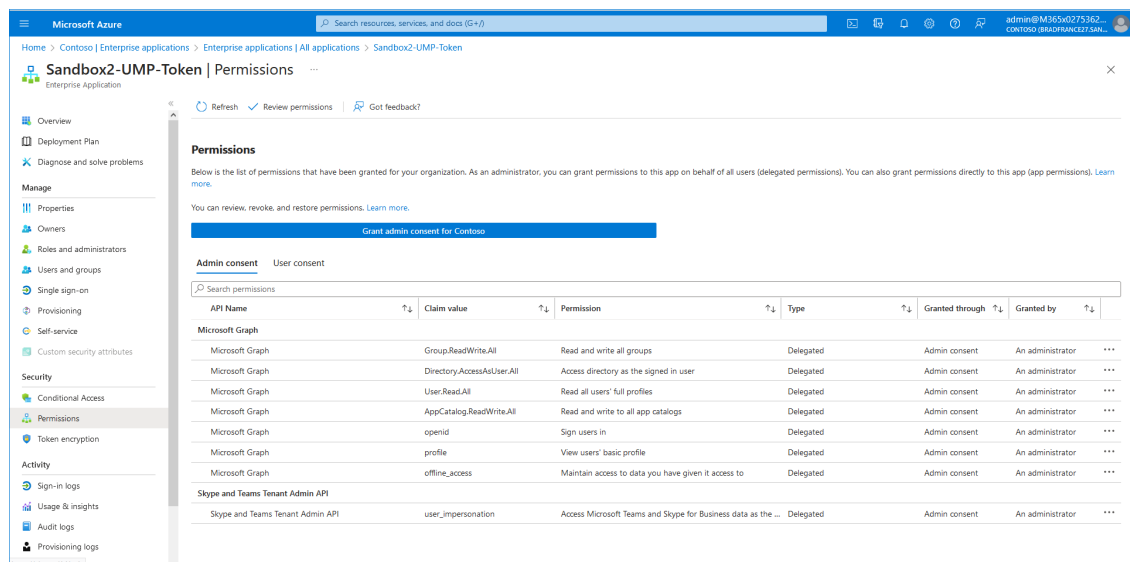 Microsoft Azure
Search resources, services, and docs (G+/)
admin@M365x0275362...
CONTOSO (BRADFRANCE27.SAN...
Home > Contoso | Enterprise applications > Enterprise applications | All applications > Sandbox2-UMP-Token
Sandbox2-UMP-Token | Permissions ...
Enterprise Application
Refresh Review permissions Got feedback?
Overview
Deployment Plan
Diagnose and solve problems
Manage
Properties
Owners
Roles and administrators
Users and groups
Single sign-on
Provisioning
Self-service
Custom security attributes
Security
Conditional Access
Permissions
Token encryption
Activity
Sign-in logs
Usage & insights
Audit logs
Provisioning logs
Permissions
Below is the list of permissions that have been granted for your organization. As an administrator, you can grant permissions to this app on behalf of all users (delegated permissions). You can also grant permissions directly to this app (app permissions). Learn
more.
You can review, revoke, and restore permissions. Learn more.
Grant admin consent for Contoso
Admin consent User consent
Search permissions
API Name Claim value Permission Type Granted through Granted by
Microsoft Graph
Microsoft Graph Group.ReadWrite.All Read and write all groups Delegated Admin consent An administrator ...
Microsoft Graph Directory.AccessAsUser.All Access directory as the signed in user Delegated Admin consent An administrator ...
Microsoft Graph User.Read.All Read all users' full profiles Delegated Admin consent An administrator ...
Microsoft Graph AppCatalog.ReadWrite.All Read and write to all app catalogs Delegated Admin consent An administrator ...
Microsoft Graph openid Sign users in Delegated Admin consent An administrator ...
Microsoft Graph profile View users' basic profile Delegated Admin consent An administrator ...
Microsoft Graph offline_access Maintain access to data you have given it access to Delegated Admin consent An administrator ...
Skype and Teams Tenant Admin API
Skype and Teams Tenant Admin API user_impersonation Access Microsoft Teams and Skype for Business data as the ... Delegated Admin consent An administrator ...